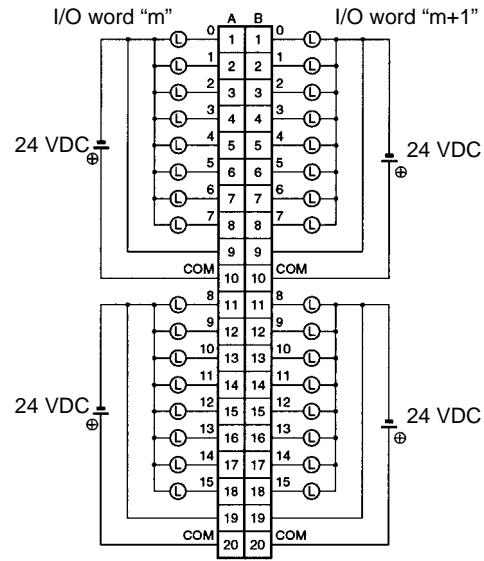 I/O word “m” A B I/O word “m+1”
L 0 1 1 0 L
L 1 2 2 1 L
L 2 3 3 2 L
L 3 4 4 3 L
24 VDC L 4 5 5 4 L 24 VDC
⊕ L 5 6 6 5 L ⊕
L 6 7 7 6 L
L 7 8 8 7 L
9 9
COM 10 10 COM
L 8 11 11 8 L
L 9 12 12 9 L
L 10 13 13 10 L
L 11 14 14 11 L
24 VDC L 12 15 15 12 L 24 VDC
⊕ L 13 16 16 13 L ⊕
L 14 17 17 14 L
L 15 18 18 15 L
19 19
COM 20 20 COM